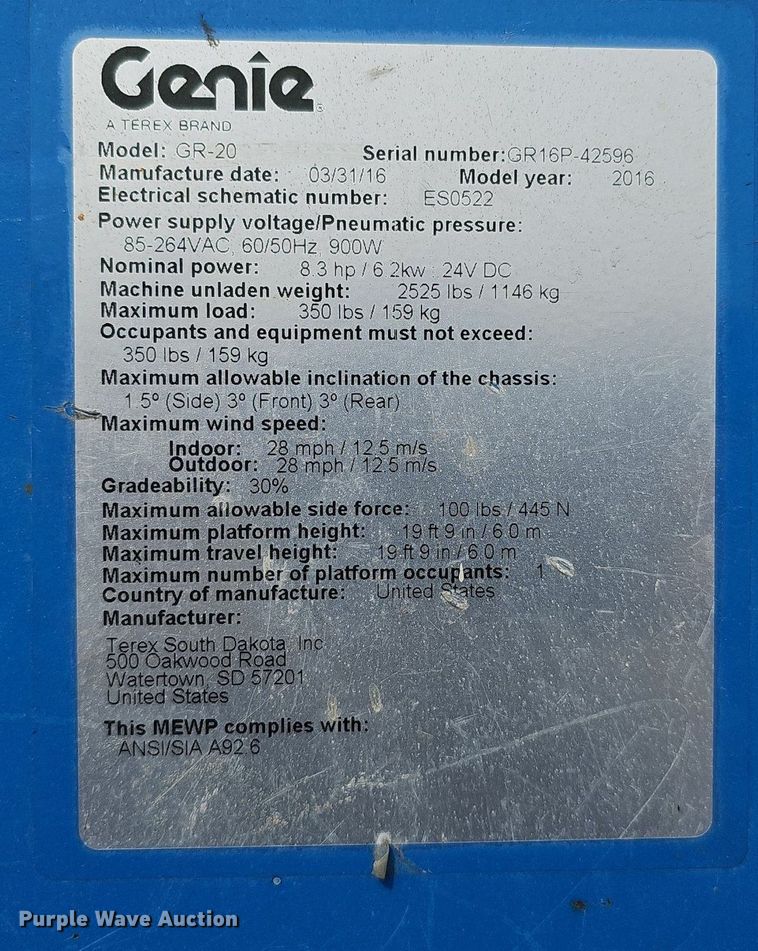 Genie
A TEREX BRAND
Model: GR-20 Serial number:GR16P-42596
Manufacture date: 03/31/16 Model year: 2016
Electrical schematic number: ES0522
Power supply voltage/Pneumatic pressure:
85-264VAC, 60/50Hz, 900W
Nominal power: 8.3 hp / 6.2kw : 24V DC
Machine unladen weight: 2525 lbs / 1146 kg
Maximum load: 350 lbs / 159 kg
Occupants and equipment must not exceed:
350 lbs / 159 kg
Maximum allowable inclination of the chassis:
1.5º (Side) 3º (Front) 3º (Rear)
Maximum wind speed:
Indoor: 28 mph / 12.5 m/s
Outdoor: 28 mph / 12.5 m/s
Gradeability: 30%
Maximum allowable side force: 100 lbs / 445 N
Maximum platform height: 19 ft 9 in / 6.0 m
Maximum travel height: 19 ft 9 in / 6.0 m
Maximum number of platform occupants: 1
Country of manufacture: United States
Manufacturer:
Terex South Dakota, Inc
500 Oakwood Road
Watertown, SD 57201
United States
This MEWP complies with:
ANSI/SIA A92.6
Purple Wave Auction